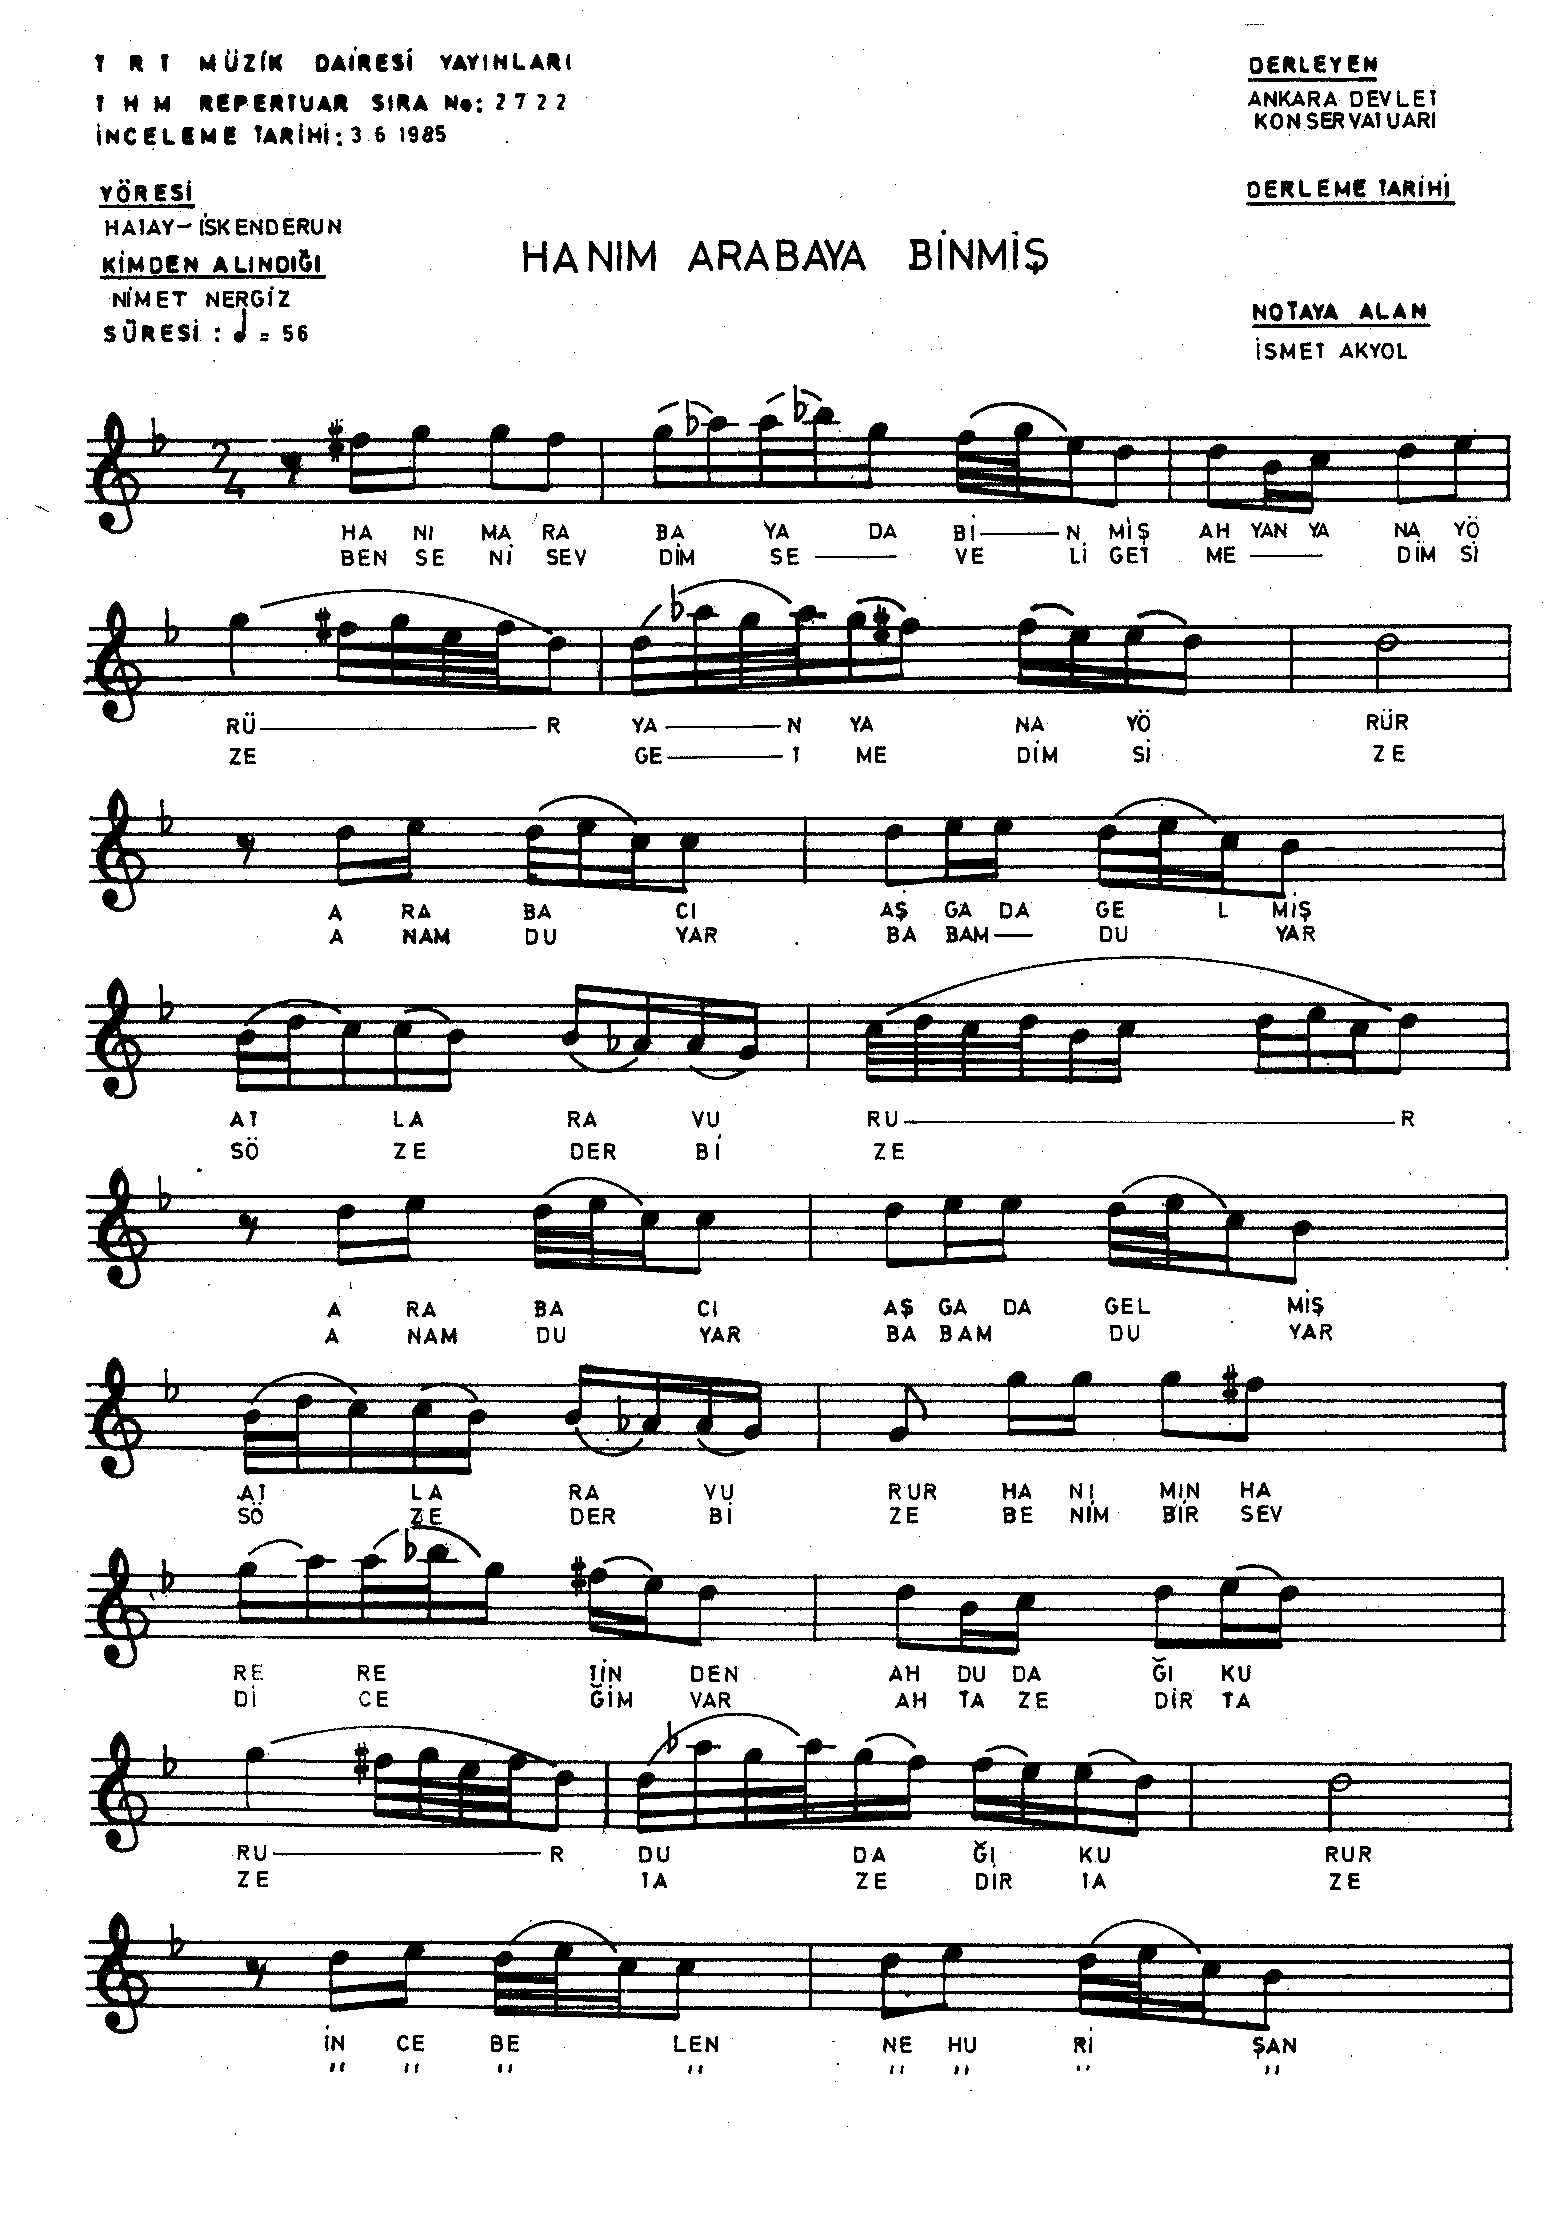 TRT MÜZİK DAİRESİ YAYINLARI
THM REPERTUAR SIRA No: 2722
İNCELEME TARİHİ: 3 6 1985
DERLEYEN
ANKARA DEVLET
KONSERVATUARI
YÖRESİ
HATAY-İSKENDERUN
KİMDEN ALINDIĞI
NİMET NERGİZ
SÜRESİ : ♩ = 56
DERLEME TARİHİ
HANIM ARABAYA BİNMİŞ
NOTAYA ALAN
İSMET AKYOL
2/4
HA NI MA RA BA YA DA Bİ—N MİŞ AH YAN YA NA YÖ
BEN SE Nİ SEV DİM SE— VE Lİ GET ME— DİM Sİ
RÜ—R YA—N YA NA YÖ RÜR
ZE GE—T ME DİM Sİ ZE
A RA BA CI AŞ GA DA GE L MİŞ
A NAM DU YAR BA BAM— DU YAR
AT LA RA VU RU—R
SÖ ZE DER Bİ ZE
A RA BA CI AŞ GA DA GEL MİŞ
A NAM DU YAR BA BAM DU YAR
AT LA RA VU RUR HA NI MIN HA
SÖ ZE DER Bİ ZE BE NİM BİR SEV
RE RE TİN DEN AH DU DA ĞI KU
Dİ CE ĞİM VAR AH TA ZE DİR TA
RU—R DU DA ĞI KU RUR
ZE TA ZE DİR TA ZE
İN CE BE LEN NE HU Rİ ŞAN
" " " " " " " "